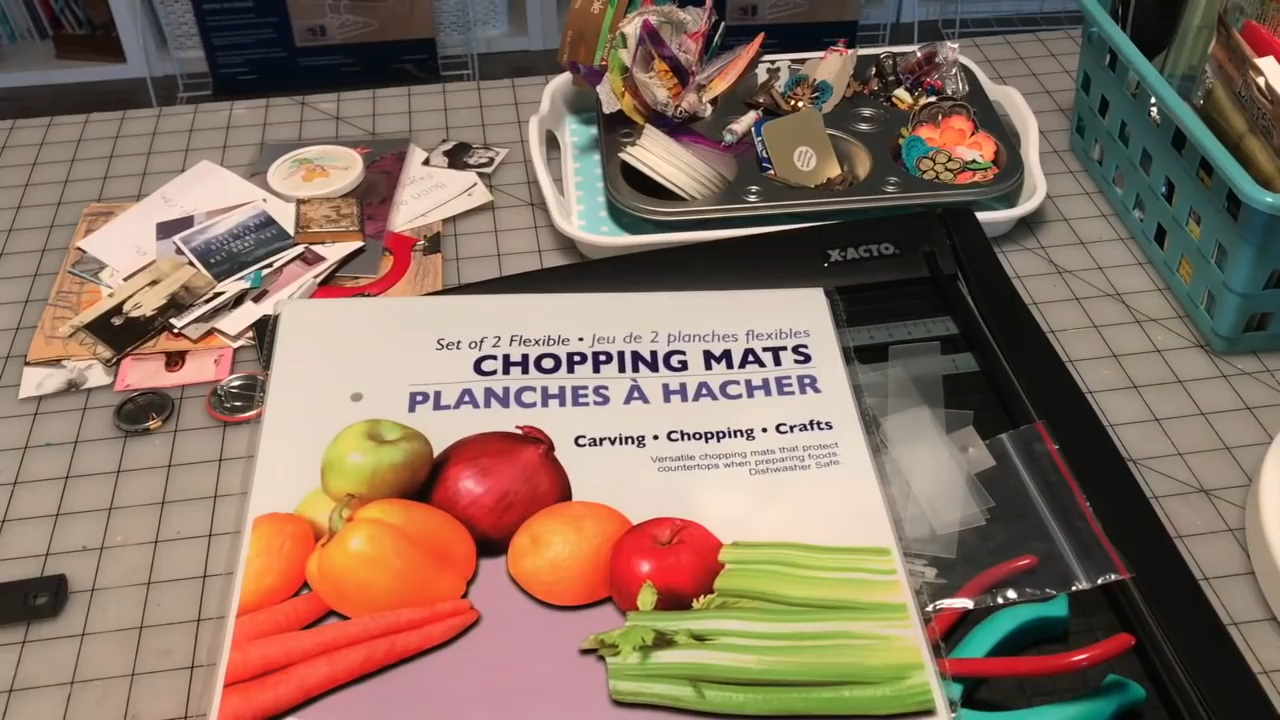 X-ACTO
Set of 2 Flexible • Jeu de 2 planches flexibles
CHOPPING MATS
PLANCHES À HACHER
Carving • Chopping • Crafts
Versatile chopping mats that protect
countertops when preparing foods.
Dishwasher Safe.